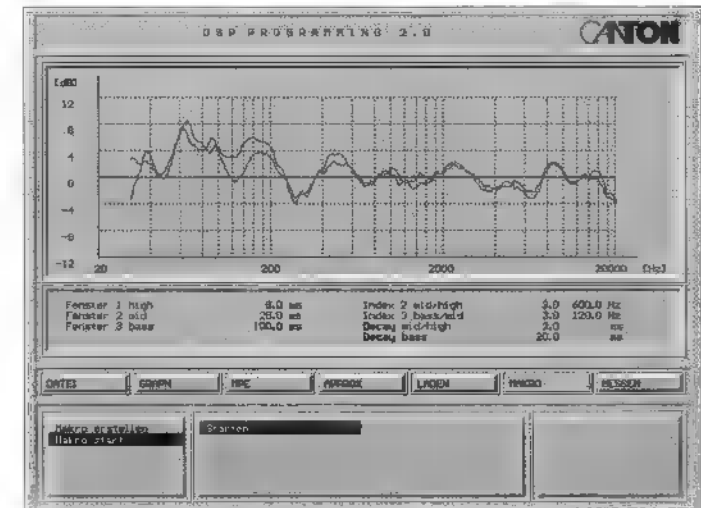 DSP PROGRAMMING 2.0
CANTON
[dB]
12
8
4
0
-4
-8
-12
20 200 2000 20000 [Hz]
Fenster 1 high 8.0 ms
Fenster 2 mid 20.0 ms
Fenster 3 bass 100.0 ms
Index 2 mid/high 3.0 600.0 Hz
Index 3 bass/mid 3.0 120.0 Hz
Decay mid/high 3.0 ms
Decay bass 20.0 ms
DATEI GRAPH MPE APPROX LADEN MAKRO MESSEN
Makro erstellen
Makro start
Starten